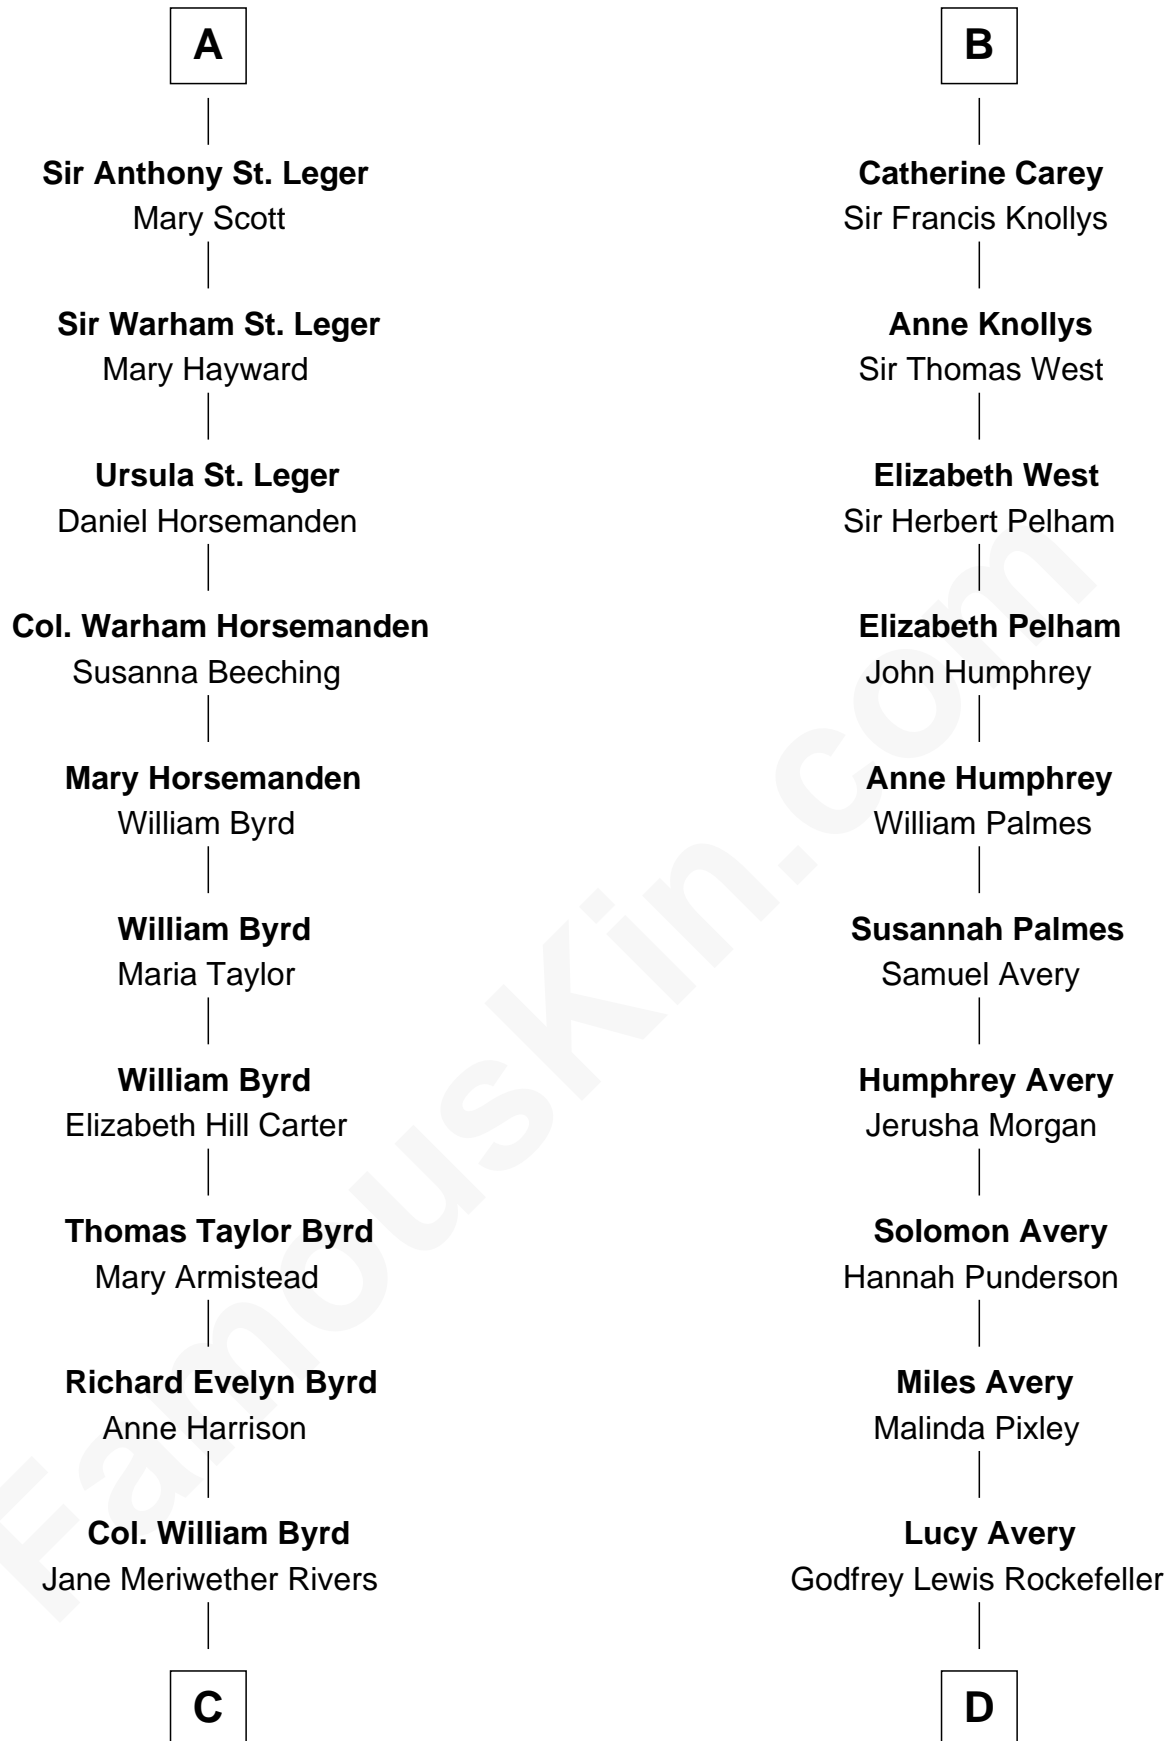 A
Sir Anthony St. Leger
Mary Scott
Sir Warham St. Leger
Mary Hayward
Ursula St. Leger
Daniel Horsemanden
Col. Warham Horsemanden
Susanna Beeching
Mary Horsemanden
William Byrd
William Byrd
Maria Taylor
William Byrd
Elizabeth Hill Carter
Thomas Taylor Byrd
Mary Armistead
Richard Evelyn Byrd
Anne Harrison
Col. William Byrd
Jane Meriwether Rivers
C
B
Catherine Carey
Sir Francis Knollys
Anne Knollys
Sir Thomas West
Elizabeth West
Sir Herbert Pelham
Elizabeth Pelham
John Humphrey
Anne Humphrey
William Palmes
Susannah Palmes
Samuel Avery
Humphrey Avery
Jerusha Morgan
Solomon Avery
Hannah Punderson
Miles Avery
Malinda Pixley
Lucy Avery
Godfrey Lewis Rockefeller
D
FamousKin.com